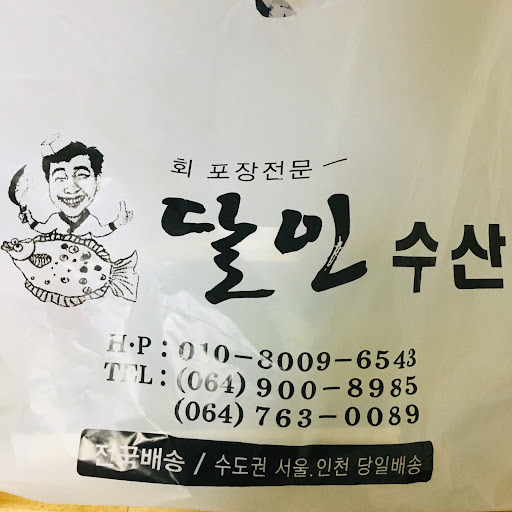 회 포장전문
달인 수산
H·P : 010-8009-6543
TEL : (064) 900-8985
(064) 763-0089
전국배송 / 수도권 서울.인천 당일배송